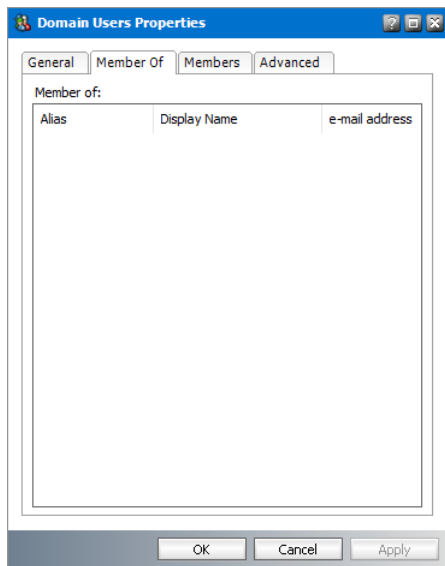 Domain Users Properties
General Member Of Members Advanced
Member of:
Alias Display Name e-mail address
OK Cancel Apply